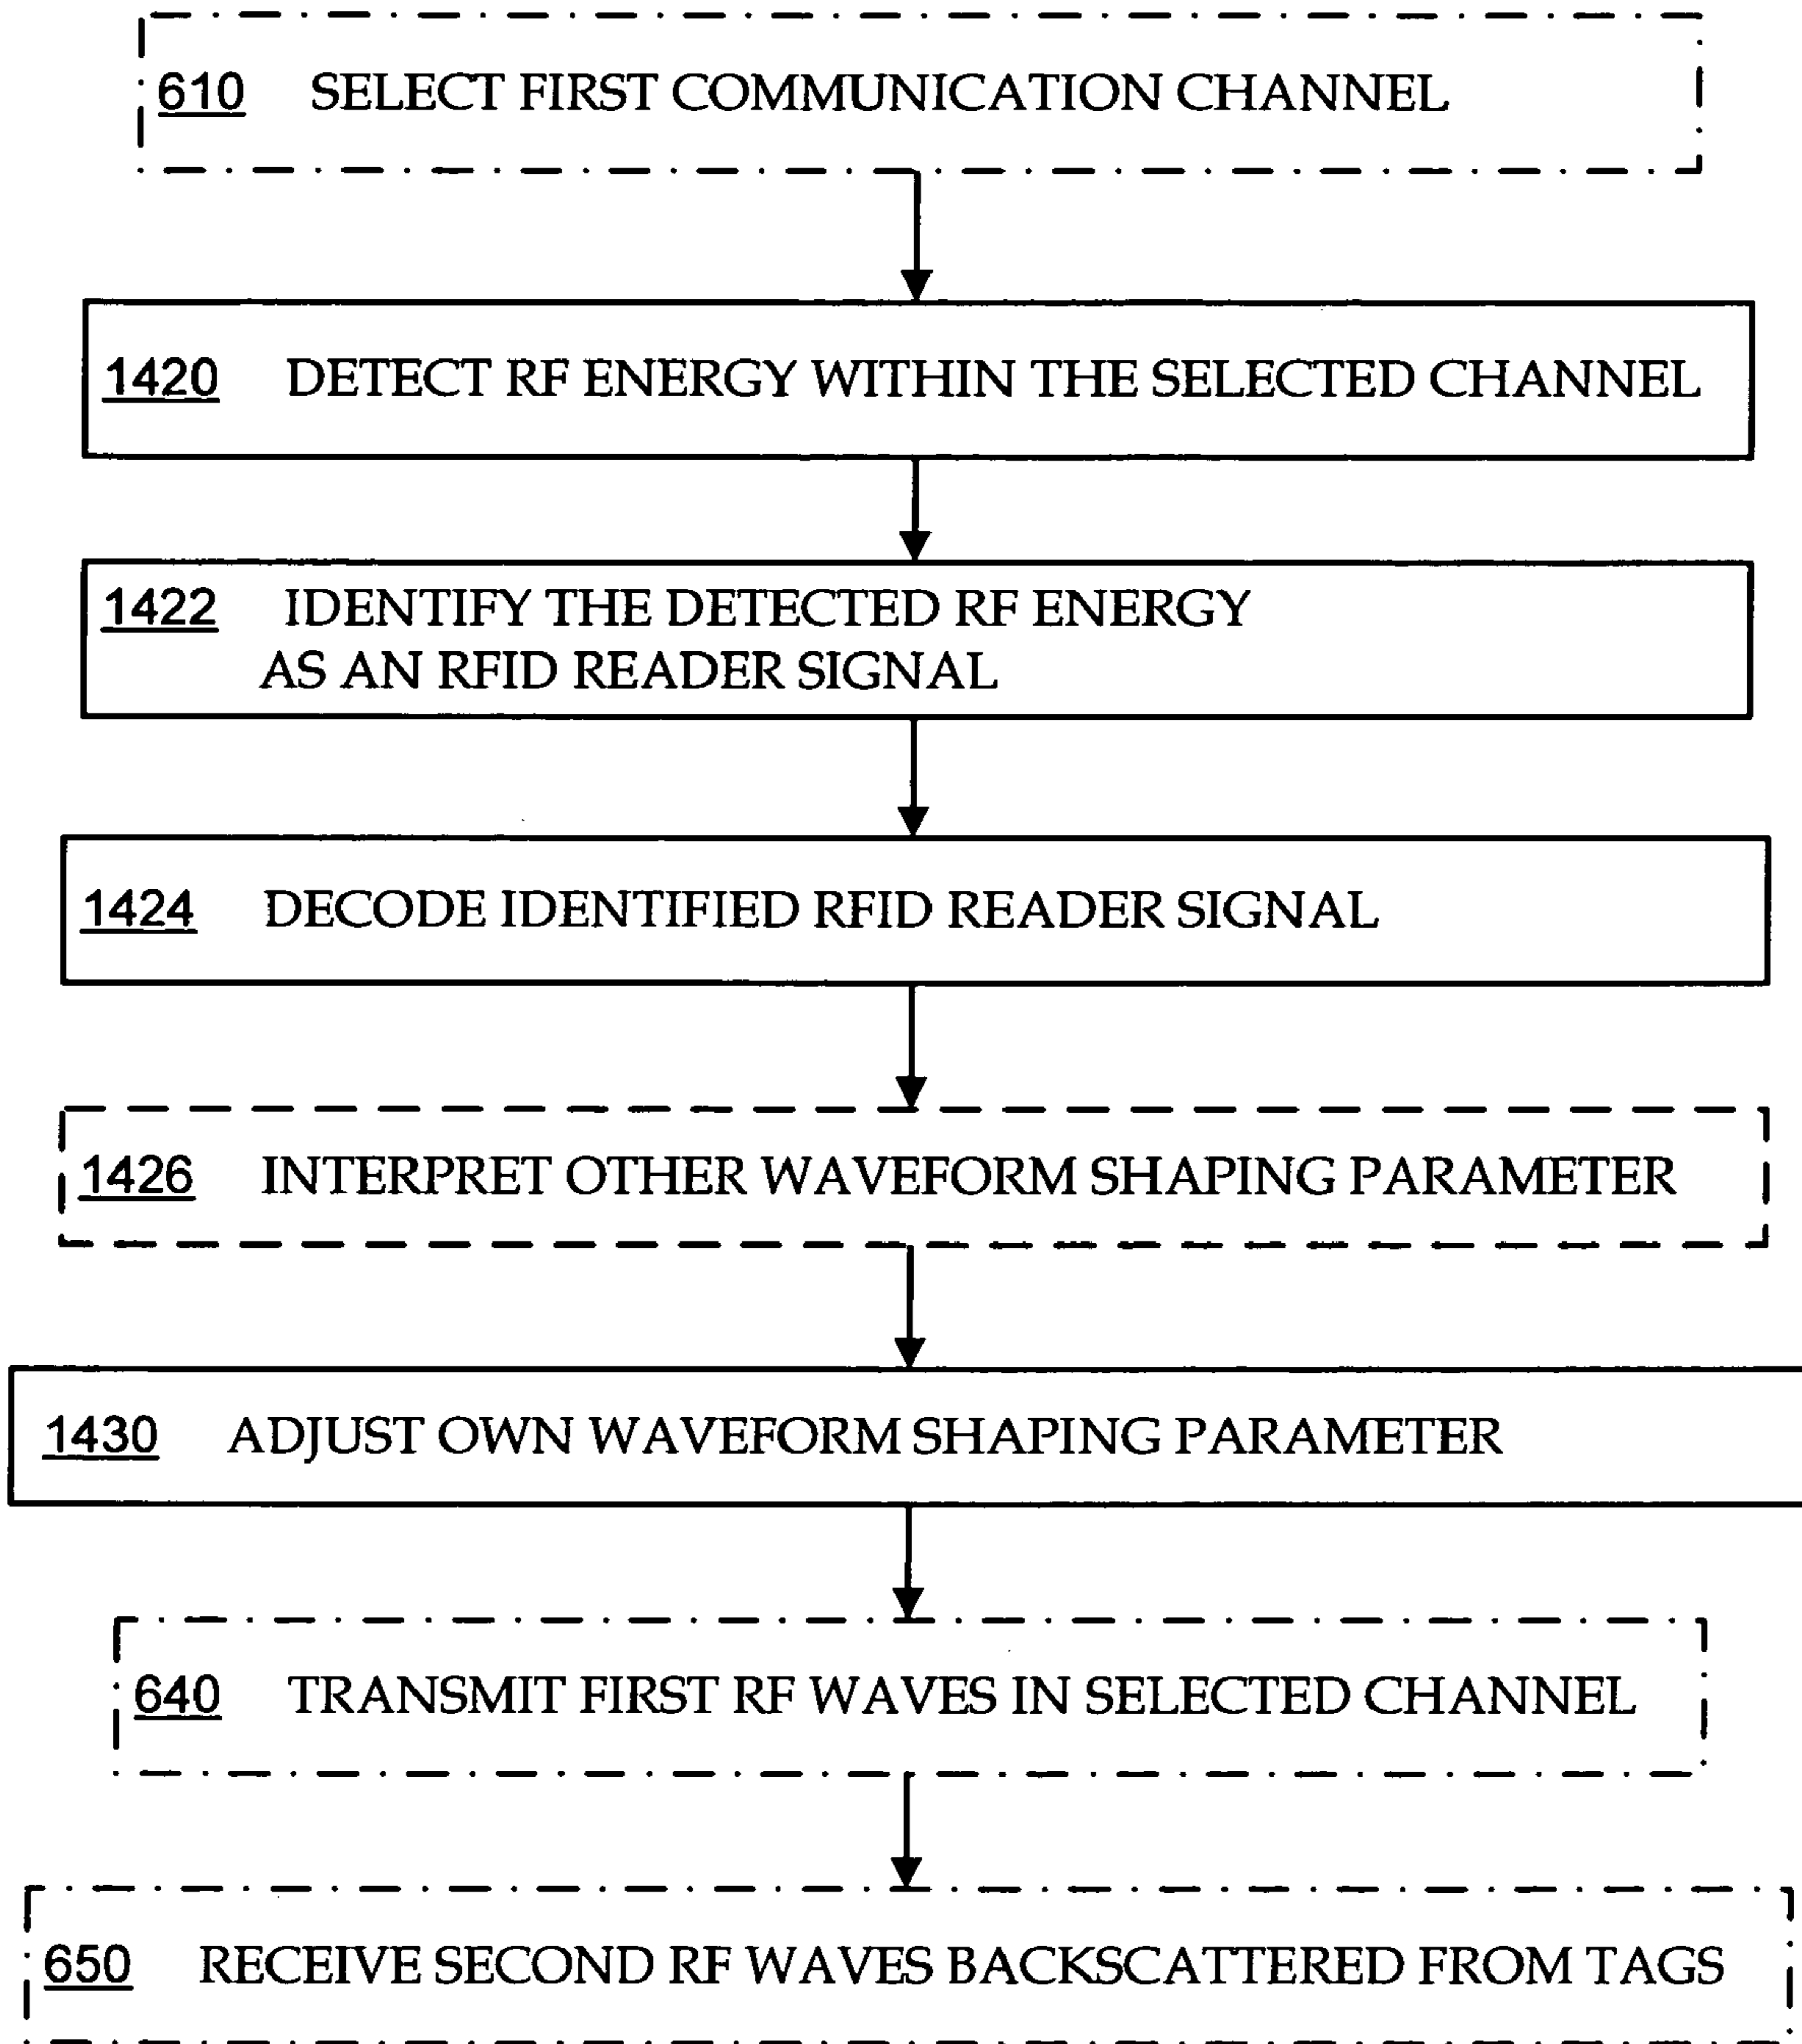 610 SELECT FIRST COMMUNICATION CHANNEL
1420 DETECT RF ENERGY WITHIN THE SELECTED CHANNEL
1422 IDENTIFY THE DETECTED RF ENERGY
AS AN RFID READER SIGNAL
1424 DECODE IDENTIFIED RFID READER SIGNAL
1426 INTERPRET OTHER WAVEFORM SHAPING PARAMETER
1430 ADJUST OWN WAVEFORM SHAPING PARAMETER
640 TRANSMIT FIRST RF WAVES IN SELECTED CHANNEL
650 RECEIVE SECOND RF WAVES BACKSCATTERED FROM TAGS